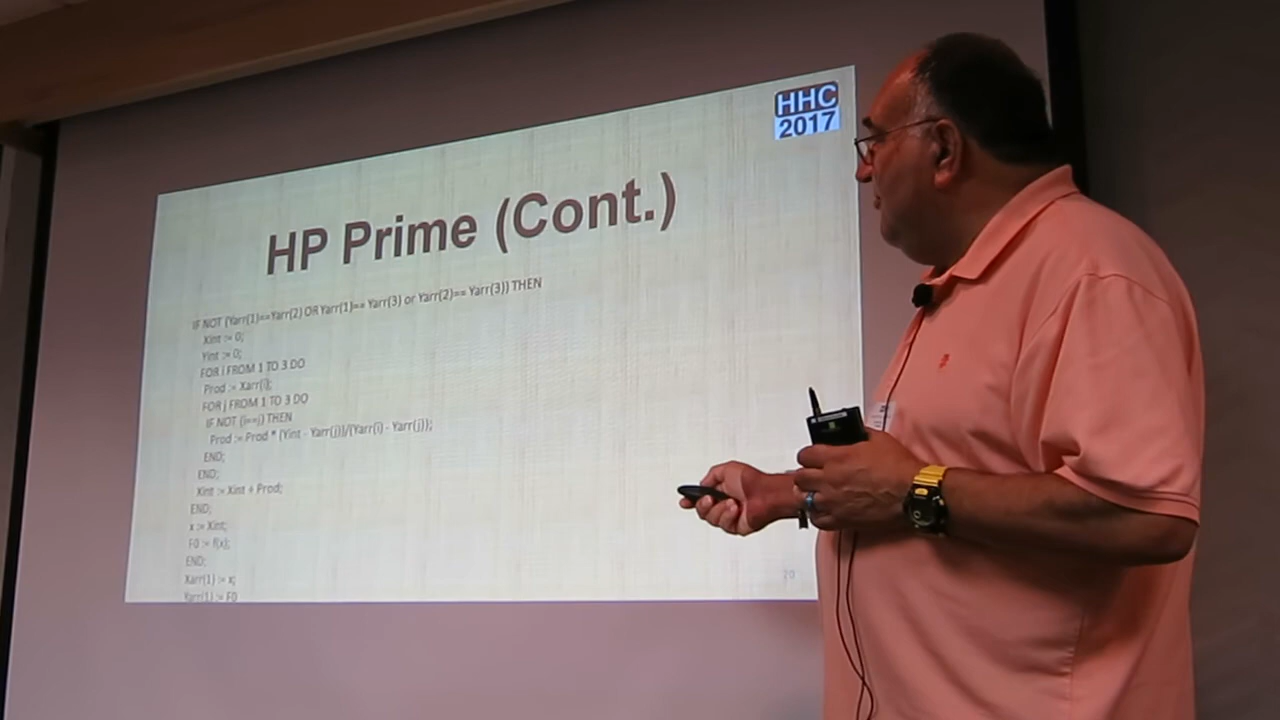 HHC
2017
HP Prime (Cont.)
IF NOT (Yarr(1)==Yarr(2) OR Yarr(1)== Yarr(3) or Yarr(2)== Yarr(3)) THEN
Xint := 0;
Yint := 0;
FOR i FROM 1 TO 3 DO
Prod := Xarr(i);
FOR j FROM 1 TO 3 DO
IF NOT (i==j) THEN
Prod := Prod * (Yint - Yarr(j))/(Yarr(i) - Yarr(j));
END;
END;
Xint := Xint + Prod;
END;
x := Xint;
F0 := f(x);
END;
Xarr(1) := x;
Yarr(1) := F0
20